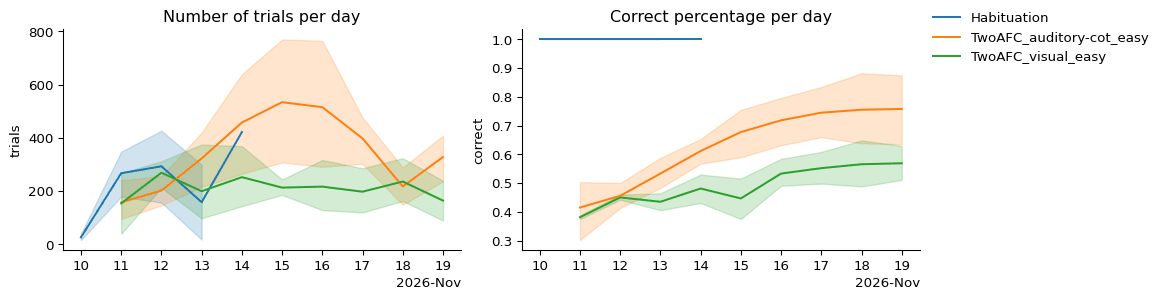 Number of trials per day
trials
800
600
400
200
0
10 11 12 13 14 15 16 17 18 19
2026-Nov
Correct percentage per day
correct
1.0
0.9
0.8
0.7
0.6
0.5
0.4
0.3
10 11 12 13 14 15 16 17 18 19
2026-Nov
Habituation
TwoAFC_auditory-cot_easy
TwoAFC_visual_easy